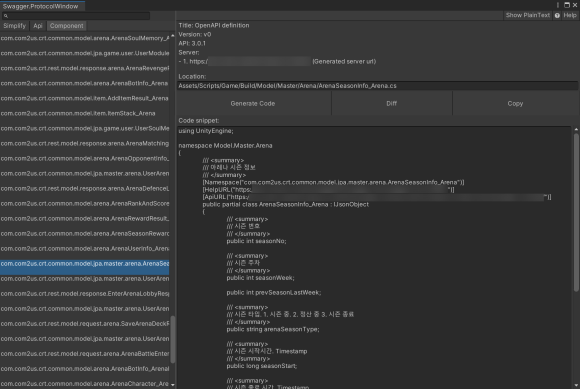 Swagger.ProtocolWindow
Show PlainText Help
Simplify Api Component
com.com2us.crt.common.model.arena.ArenaSoulMemory_A
com.com2us.crt.common.model.jpa.game.user.UserModule
com.com2us.crt.rest.model.response.arena.ArenaRevengeI
com.com2us.crt.common.model.arena.ArenaBotInfo_Arena
com.com2us.crt.common.model.item.AddItemResult_Arena
com.com2us.crt.common.model.item.ItemStack_Arena
com.com2us.crt.common.model.jpa.game.user.UserSoulMe
com.com2us.crt.rest.model.response.arena.ArenaMatching
com.com2us.crt.common.model.arena.ArenaOpponentInfo_
com.com2us.crt.common.model.jpa.master.arena.UserAren
com.com2us.crt.rest.model.response.arena.ArenaDefenceL
com.com2us.crt.common.model.arena.ArenaRankAndScore
com.com2us.crt.common.model.arena.ArenaRewardResult_
com.com2us.crt.common.model.arena.ArenaSeasonReward
com.com2us.crt.common.model.arena.ArenaUserInfo_Arena
com.com2us.crt.common.model.jpa.master.arena.ArenaSea
com.com2us.crt.common.model.jpa.master.arena.UserAren
com.com2us.crt.rest.model.response.EnterArenaLobbyResp
com.com2us.crt.rest.model.request.arena.SaveArenaDeckR
com.com2us.crt.common.model.jpa.master.arena.UserAren
com.com2us.crt.rest.model.request.arena.ArenaBattleEnter
com.com2us.crt.common.model.arena.ArenaBotInfo_Arena
com.com2us.crt.common.model.arena.ArenaCharacter_Are
Title: OpenAPI definition
Version: v0
API: 3.0.1
Server:
- 1. https:/ (Generated server url)
Location:
Assets/Scripts/Game/Build/Model/Master/Arena/ArenaSeasonInfo_Arena.cs
Generate Code Diff Copy
Code snippet:
using UnityEngine;
namespace Model.Master.Arena
{
/// <summary>
/// 아레나 시즌 정보
/// </summary>
[Namespace("com.com2us.crt.common.model.jpa.master.arena.ArenaSeasonInfo_Arena")]
[HelpURL("https: ")]
[ApiURL("https:/ ")]
public partial class ArenaSeasonInfo_Arena : IJsonObject
{
/// <summary>
/// 시즌 번호
/// </summary>
public int seasonNo;
/// <summary>
/// 시즌 주차
/// </summary>
public int seasonWeek;
public int prevSeasonLastWeek;
/// <summary>
/// 시즌 타입. 1. 시즌 중, 2. 정산 중 3. 시즌 종료
/// </summary>
public string arenaSeasonType;
/// <summary>
/// 시즌 시작시간. Timestamp
/// </summary>
public long seasonStart;
/// <summary>
/// 시즌 종료 시간. Timestamp